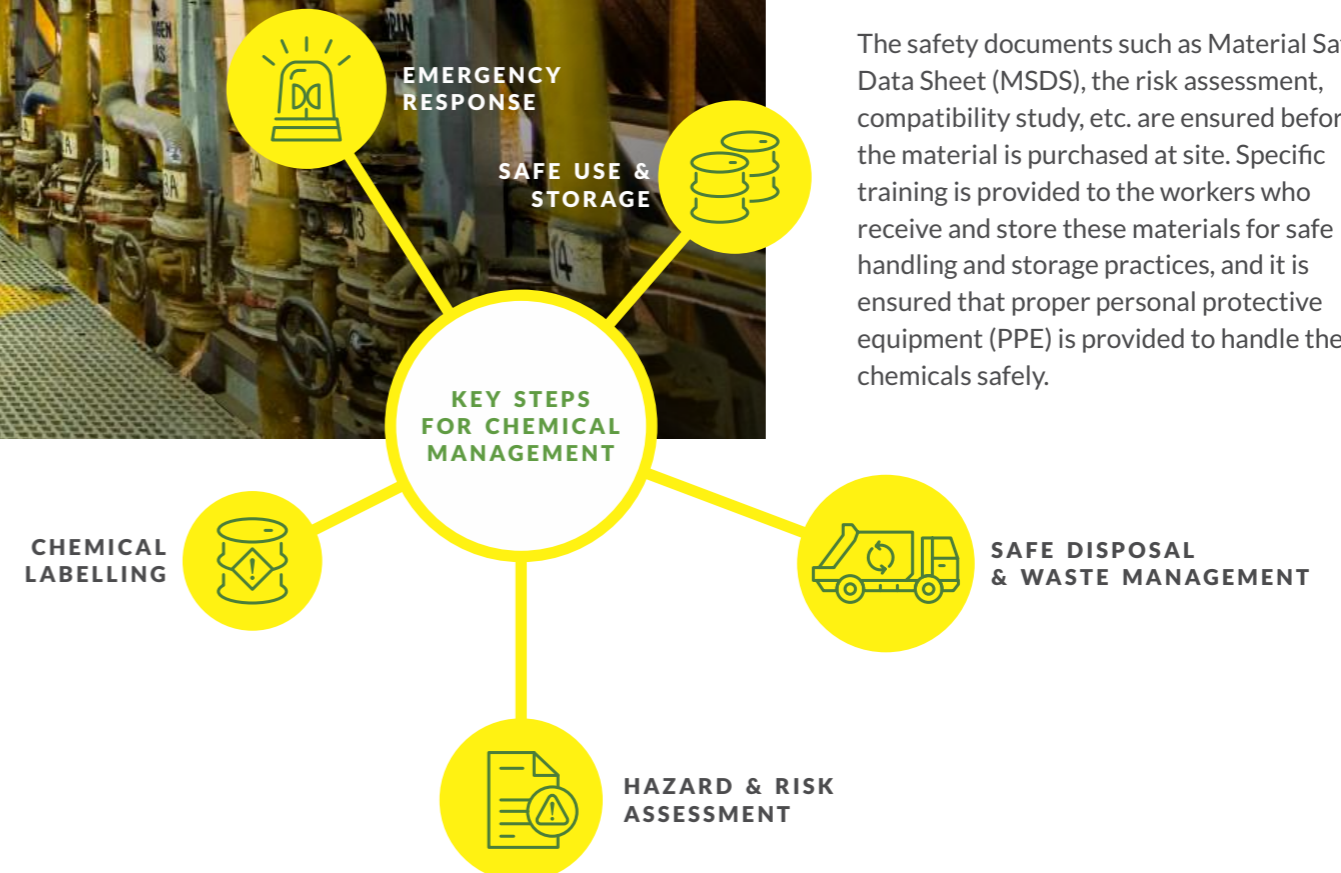 EMERGENCY
RESPONSE
SAFE USE &
STORAGE
KEY STEPS
FOR CHEMICAL
MANAGEMENT
CHEMICAL
LABELLING
SAFE DISPOSAL
& WASTE MANAGEMENT
HAZARD & RISK
ASSESSMENT
The safety documents such as Material
Data Sheet (MSDS), the risk assessment,
compatibility study, etc. are ensured
the material is purchased at site. Specific
training is provided to the workers who
receive and store these materials for safe
handling and storage practices, and it is
ensured that proper personal protective
equipment (PPE) is provided to handle
chemicals safely.
14